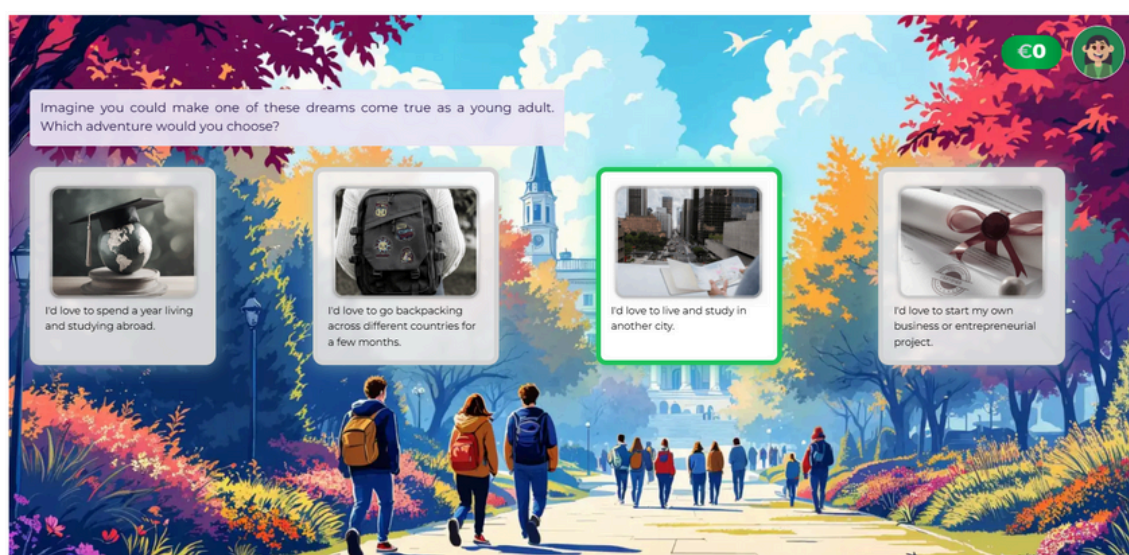 €0
Imagine you could make one of these dreams come true as a young adult.
Which adventure would you choose?
I'd love to spend a year living
and studying abroad.
I'd love to go backpacking
across different countries for
a few months.
I'd love to live and study in
another city.
I'd love to start my own
business or entrepreneurial
project.